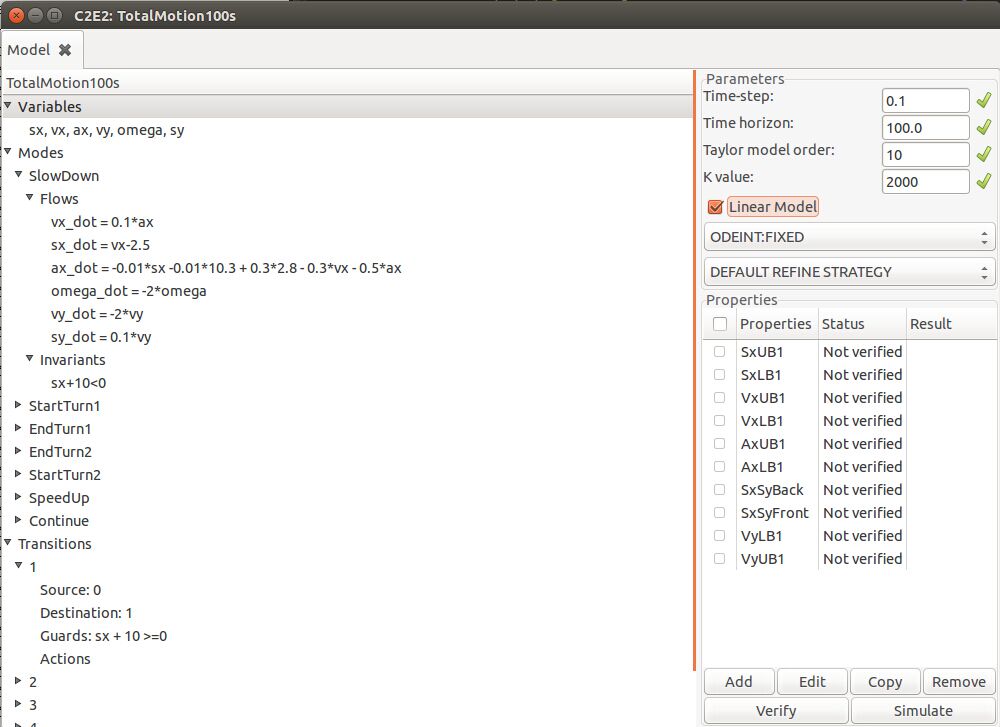 C2E2: TotalMotion100s
Model
TotalMotion100s
Variables
sx, vx, ax, vy, omega, sy
Modes
SlowDown
Flows
vx_dot = 0.1*ax
sx_dot = vx-2.5
ax_dot = -0.01*sx -0.01*10.3 + 0.3*2.8 - 0.3*vx - 0.5*ax
omega_dot = -2*omega
vy_dot = -2*vy
sy_dot = 0.1*vy
Invariants
sx+10<0
StartTurn1
EndTurn1
EndTurn2
StartTurn2
SpeedUp
Continue
Transitions
1
Source: 0
Destination: 1
Guards: sx + 10 >=0
Actions
2
3
Parameters
Time-step: 0.1
Time horizon: 100.0
Taylor model order: 10
K value: 2000
Linear Model
ODEINT:FIXED
DEFAULT REFINE STRATEGY
Properties
Properties Status Result
SxUB1 Not verified
SxLB1 Not verified
VxUB1 Not verified
VxLB1 Not verified
AxUB1 Not verified
AxLB1 Not verified
SxSyBack Not verified
SxSyFront Not verified
VyLB1 Not verified
VyUB1 Not verified
Add Edit Copy Remove
Verify Simulate